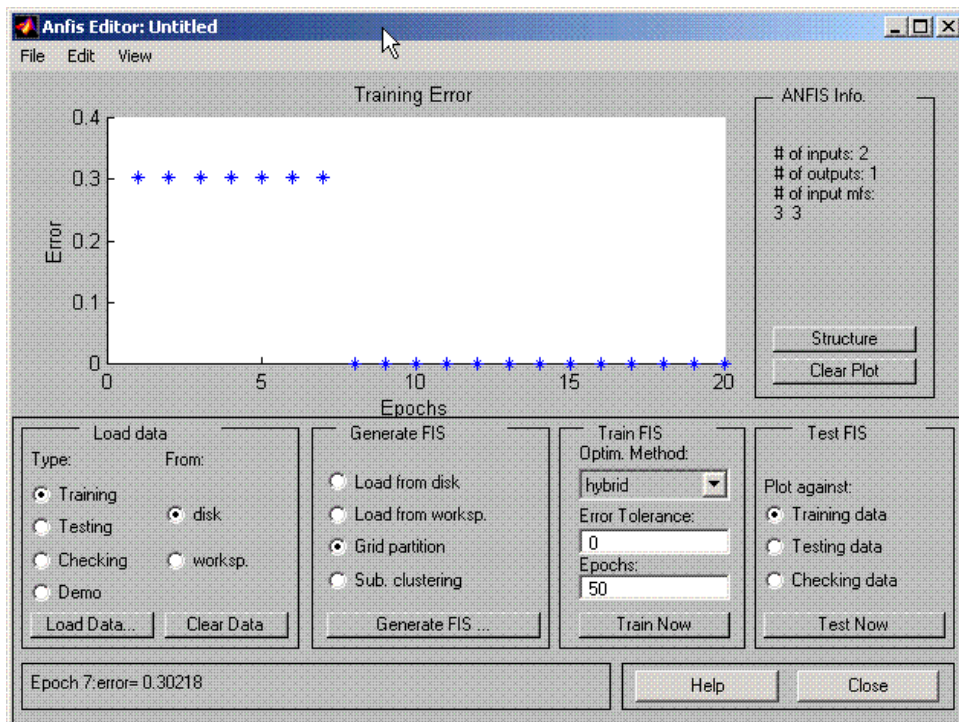 Anfis Editor: Untitled
File Edit View
Training Error
0.4
0.3
0.2
0.1
0
Error
0 5 10 15 20
Epochs
ANFIS Info.
# of inputs: 2
# of outputs: 1
# of input mfs:
3 3
Structure
Clear Plot
Load data
Type: From:
Training
Testing
Checking
Demo
disk
worksp.
Load Data... Clear Data
Generate FIS
Load from disk
Load from worksp.
Grid partition
Sub. clustering
Generate FIS ...
Train FIS
Optim. Method:
hybrid
Error Tolerance:
0
Epochs:
50
Train Now
Test FIS
Plot against:
Training data
Testing data
Checking data
Test Now
Epoch 7:error= 0.30218
Help Close